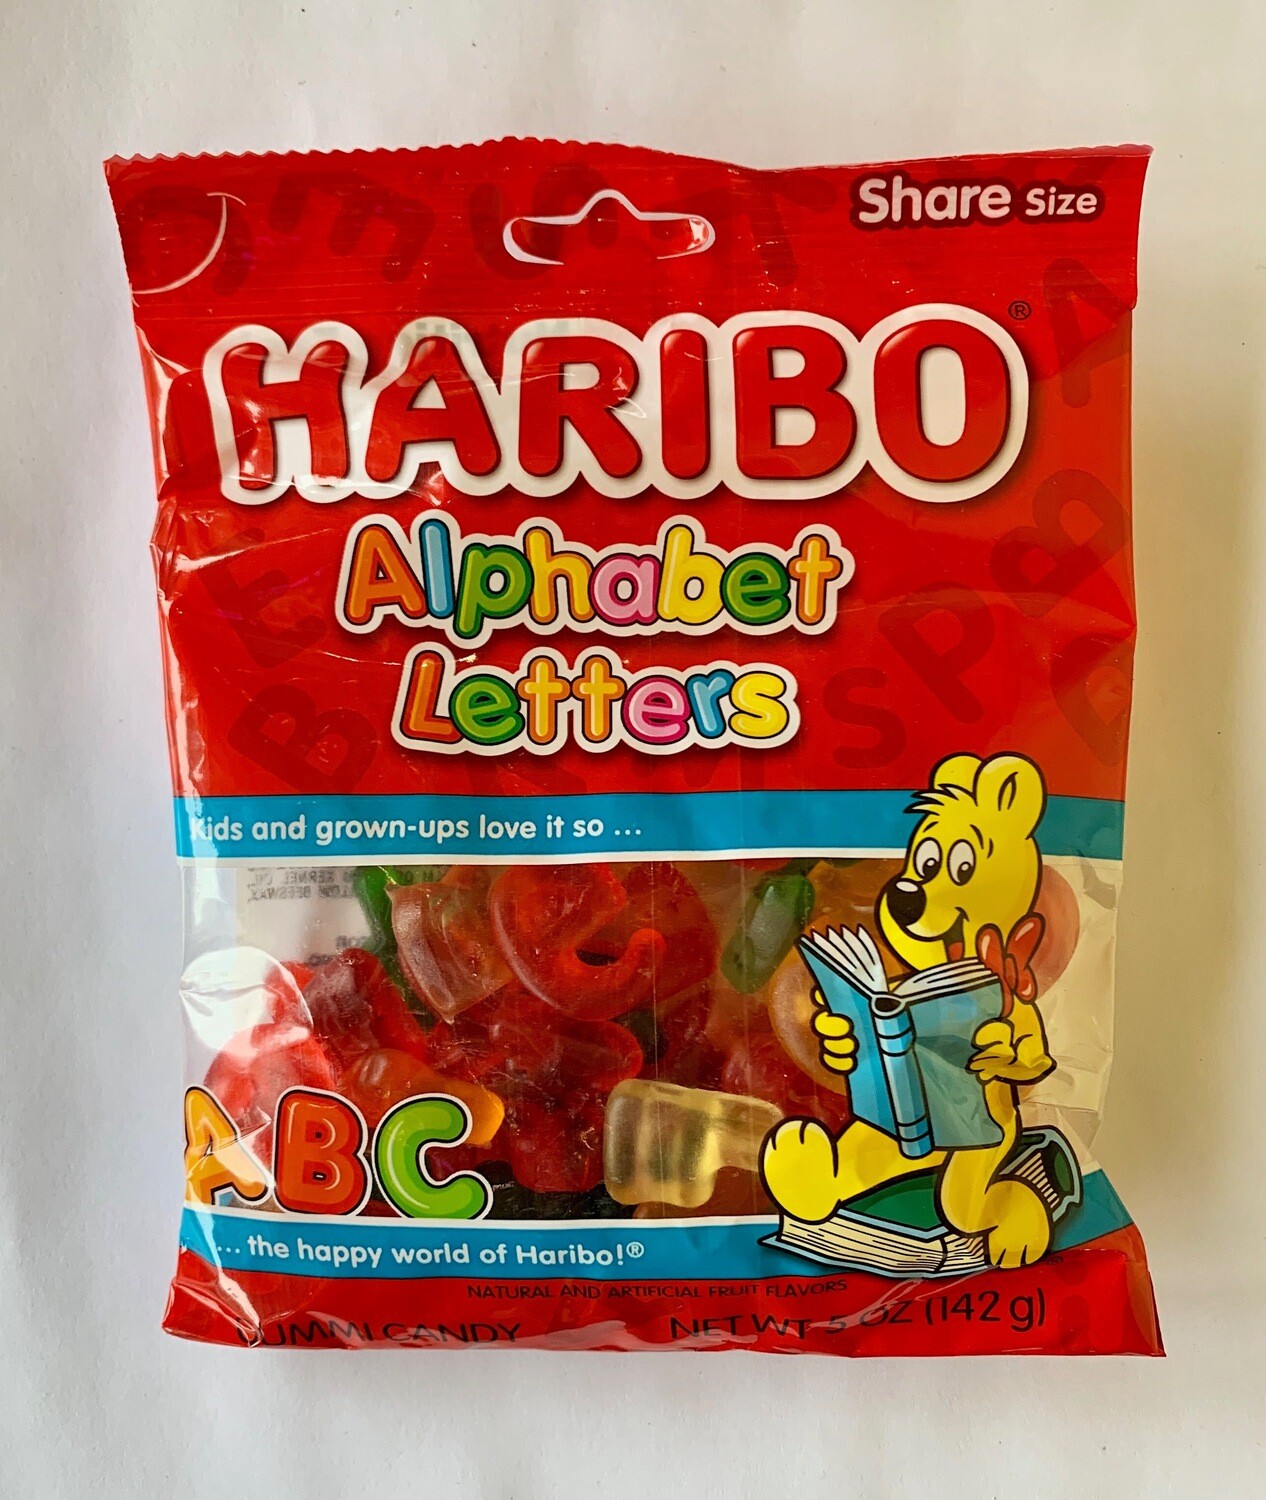 Share Size
HARIBO®
Alphabet
Letters
Kids and grown-ups love it so ...
ABC
... the happy world of Haribo!®
NATURAL AND ARTIFICIAL FRUIT FLAVORS
GUMMI CANDY
NET WT 5 OZ (142 g)